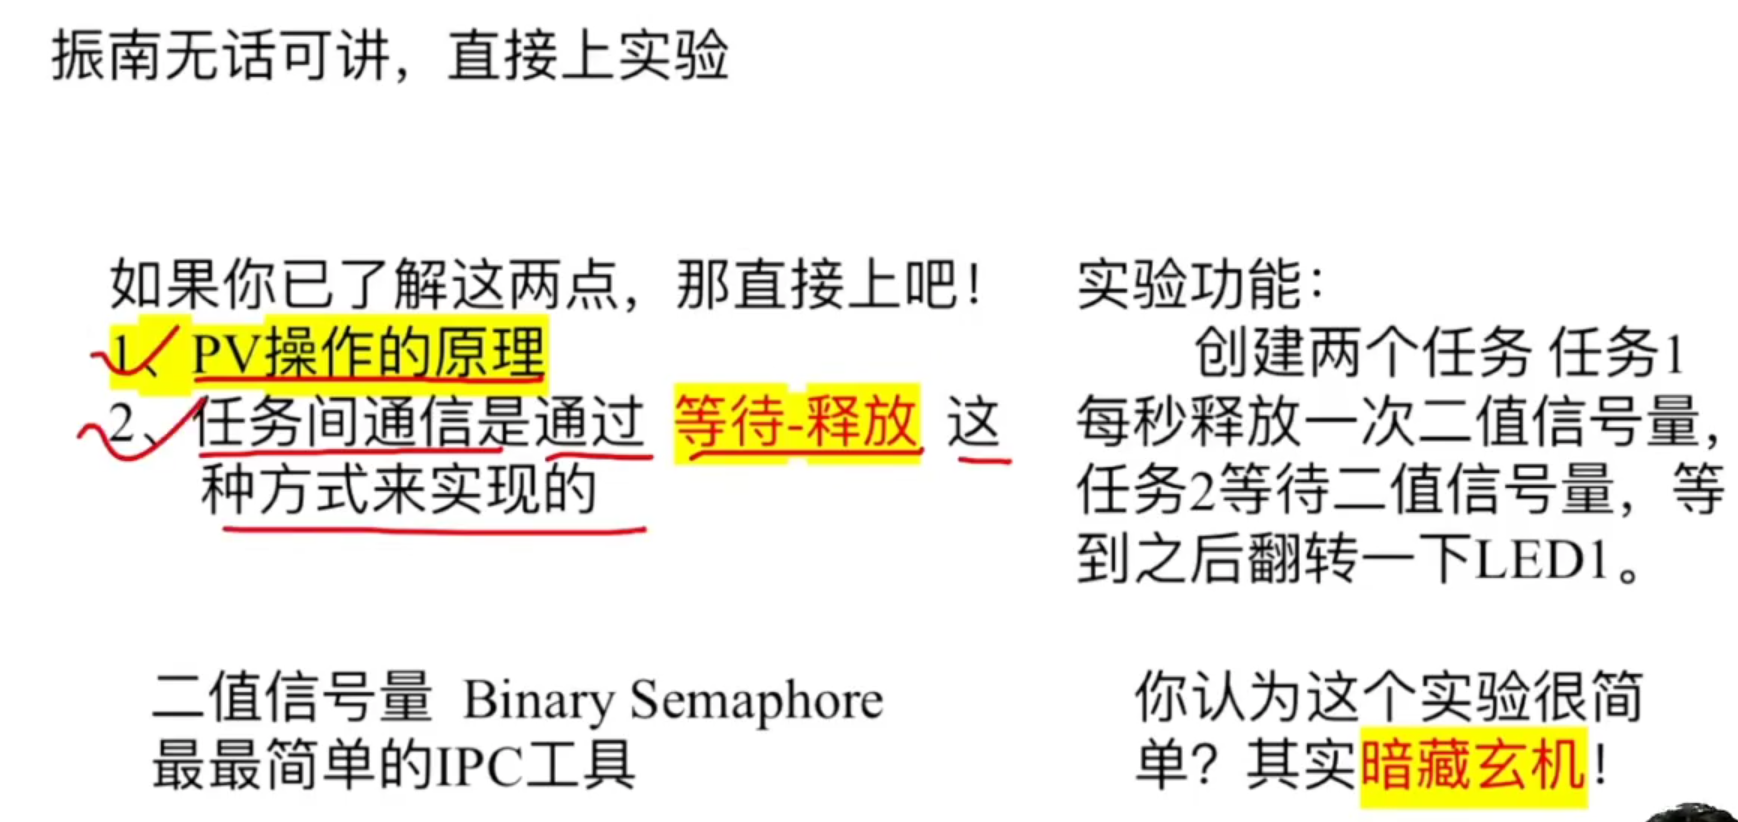 振南无话可讲，直接上实验
如果你已了解这两点，那直接上吧！
1、PV操作的原理
2、任务间通信是通过 等待-释放 这
种方式来实现的
二值信号量 Binary Semaphore
最最简单的IPC工具
实验功能：
创建两个任务 任务1
每秒释放一次二值信号量，
任务2等待二值信号量，等
到之后翻转一下LED1。
你认为这个实验很简
单？其实暗藏玄机！